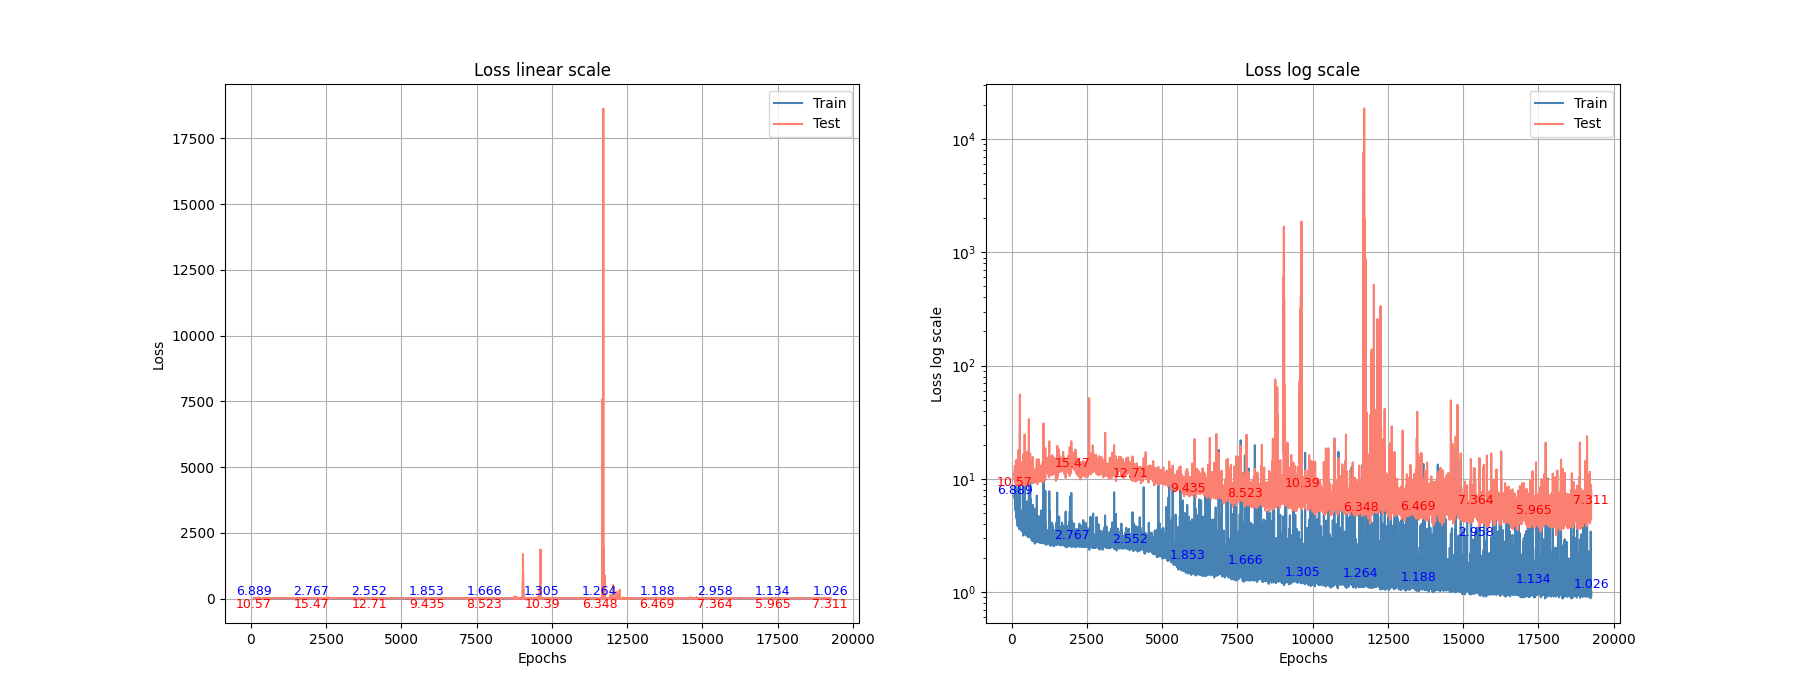 Loss linear scale
Train
Test
17500
15000
12500
10000
7500
5000
2500
0
Loss
6.889 2.767 2.552 1.853 1.666 1.305 1.264 1.188 2.958 1.134 1.026
10.57 15.47 12.71 9.435 8.523 10.39 6.348 6.469 7.364 5.965 7.311
0 2500 5000 7500 10000 12500 15000 17500 20000
Epochs
Loss log scale
Train
Test
10^4
10^3
10^2
10^1
10^0
Loss log scale
10.57 15.47 12.71 9.435 8.523 10.39 6.348 6.469 7.364 5.965 7.311
6.889 2.767 2.552 1.853 1.666 1.305 1.264 1.188 2.958 1.134 1.026
0 2500 5000 7500 10000 12500 15000 17500 20000
Epochs